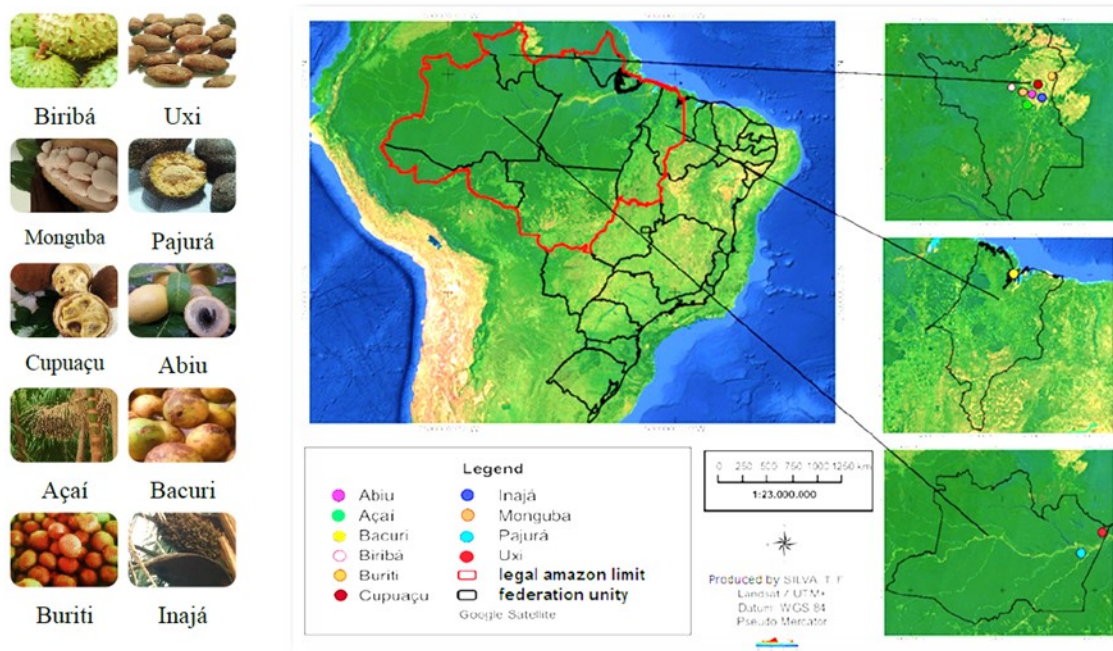 Biribá
Uxi
Monguba
Pajurá
Cupuaçu
Abiu
Açaí
Bacuri
Buriti
Inajá
Legend
Abiu
Açaí
Bacuri
Biribá
Buriti
Cupuaçu
Inajá
Monguba
Pajurá
Uxi
legal amazon limit
federation unity
Google Satellite
0 250 500 750 1000 1250 km
1:23.000.000
Produced by SILVA, T. F
Landsat 7 UTM+
Datum: WGS 84
Pseudo Mercator